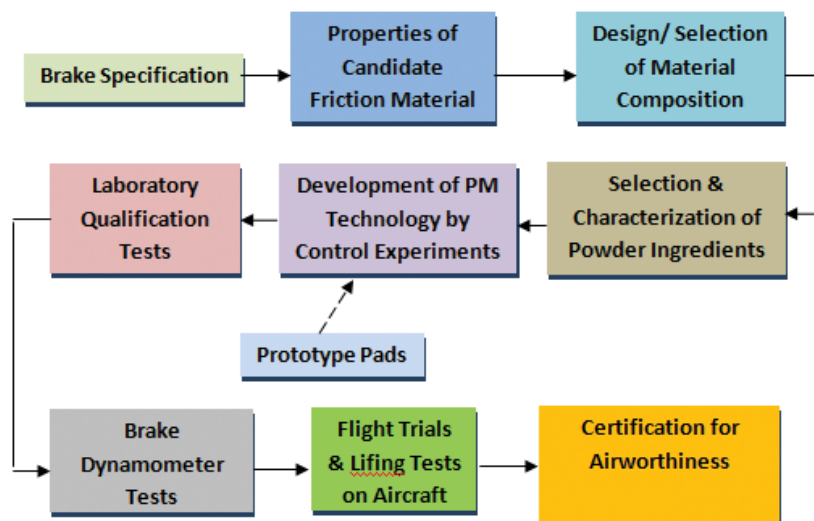 Brake Specification
Properties of
Candidate
Friction Material
Design/ Selection
of Material
Composition
Selection &
Characterization of
Powder Ingredients
Development of PM
Technology by
Control Experiments
Laboratory
Qualification
Tests
Prototype Pads
Brake
Dynamometer
Tests
Flight Trials
& Lifing Tests
on Aircraft
Certification for
Airworthiness